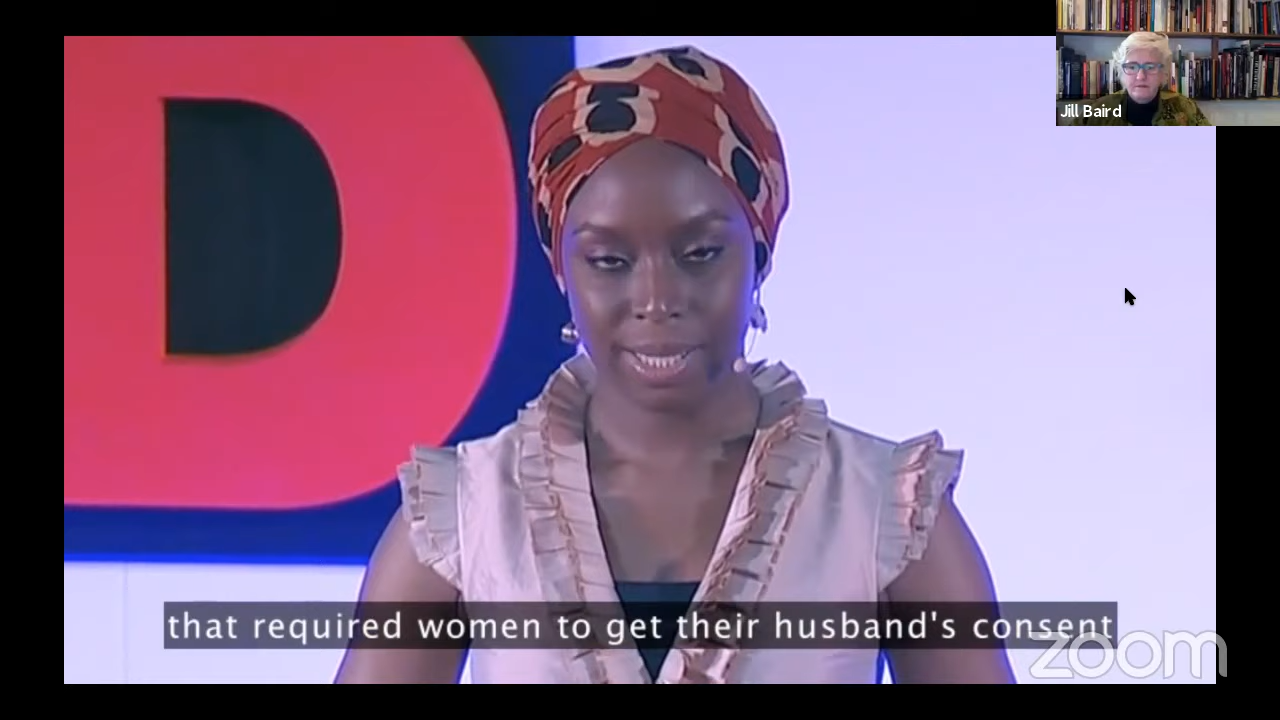 D
Jill Baird
that required women to get their husband's consent
zoom